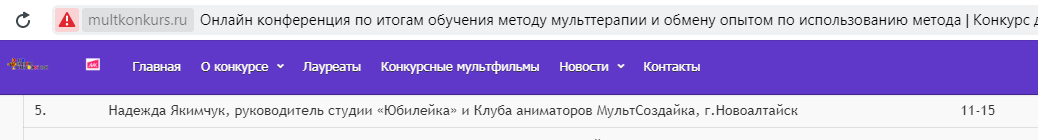 multkonkurs.ru Онлайн конференция по итогам обучения методу мульттерапии и обмену опытом по использованию метода | Конкурс д
Главная О конкурсе Лауреаты Конкурсные мультфильмы Новости Контакты
5. Надежда Якимчук, руководитель студии «Юбилейка» и Клуба аниматоров МультСоздайка, г.Новоалтайск 11-15